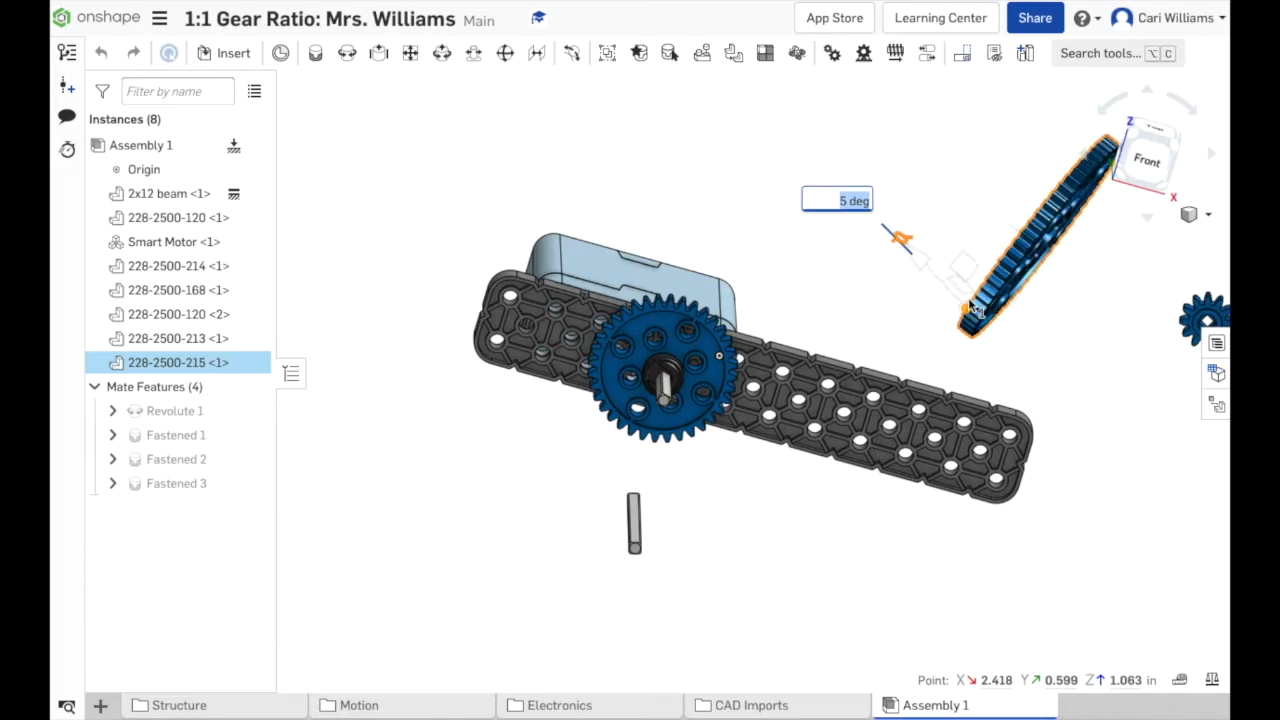 onshape
1:1 Gear Ratio: Mrs. Williams Main
App Store
Learning Center
Share
Cari Williams
Insert
Search tools... ⌥ C
Filter by name
Instances (8)
Assembly 1
Origin
2x12 beam <1>
228-2500-120 <1>
Smart Motor <1>
228-2500-214 <1>
228-2500-168 <1>
228-2500-120 <2>
228-2500-213 <1>
228-2500-215 <1>
Mate Features (4)
Revolute 1
Fastened 1
Fastened 2
Fastened 3
5 deg
Z
Front
X
Point: X 2.418 Y 0.599 Z 1.063 in
Structure
Motion
Electronics
CAD Imports
Assembly 1